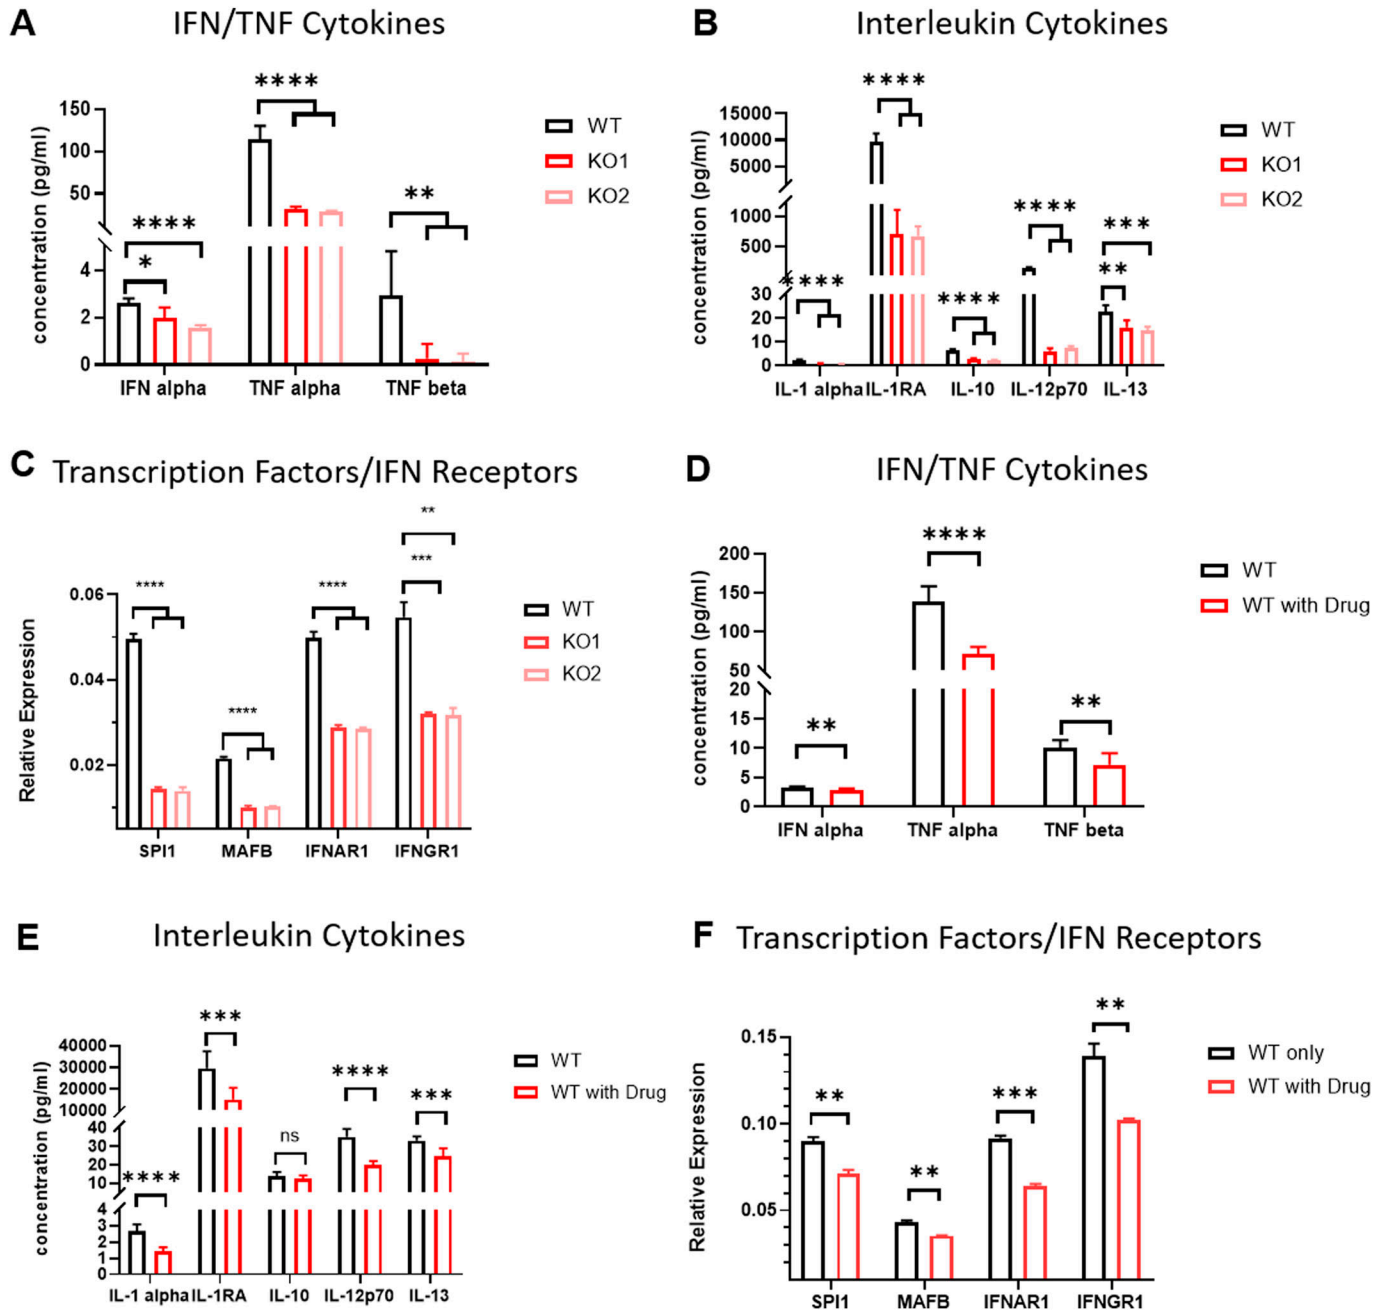 A IFN/TNF Cytokines
concentration (pg/ml)
150
100
50
4
2
0
****
*
****
**
IFN alpha TNF alpha TNF beta
WT
KO1
KO2
B Interleukin Cytokines
concentration (pg/ml)
15000
10000
5000
1000
500
30
20
10
0
****
****
****
****
***
**
IL-1 alpha IL-1RA IL-10 IL-12p70 IL-13
WT
KO1
KO2
C Transcription Factors/IFN Receptors
Relative Expression
0.06
0.04
0.02
****
****
****
**
***
SPI1 MAFB IFNAR1 IFNGR1
WT
KO1
KO2
D IFN/TNF Cytokines
concentration (pg/ml)
200
150
100
50
20
15
10
5
0
**
****
**
IFN alpha TNF alpha TNF beta
WT
WT with Drug
E Interleukin Cytokines
concentration (pg/ml)
40000
30000
20000
10000
40
30
20
10
4
3
2
1
0
****
***
ns
****
***
IL-1 alpha IL-1RA IL-10 IL-12p70 IL-13
WT
WT with Drug
F Transcription Factors/IFN Receptors
Relative Expression
0.15
0.10
0.05
**
**
***
**
SPI1 MAFB IFNAR1 IFNGR1
WT only
WT with Drug